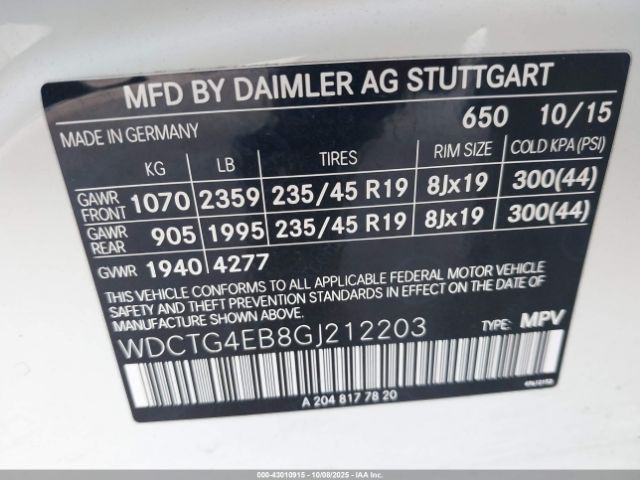 MFD BY DAIMLER AG STUTTGART
650 10/15
MADE IN GERMANY
KG LB TIRES RIM SIZE COLD KPA (PSI)
GAWR FRONT 1070 2359 235/45 R19 8Jx19 300(44)
GAWR REAR 905 1995 235/45 R19 8Jx19 300(44)
GVWR 1940 4277
THIS VEHICLE CONFORMS TO ALL APPLICABLE FEDERAL MOTOR VEHICLE
SAFETY AND THEFT PREVENTION STANDARDS IN EFFECT ON THE DATE OF
MANUFACTURE SHOWN ABOVE.
WDCTG4EB8GJ212203 TYPE: MPV
A 204 817 78 20
000-43010915 - 10/08/2025 - IAAI.COM